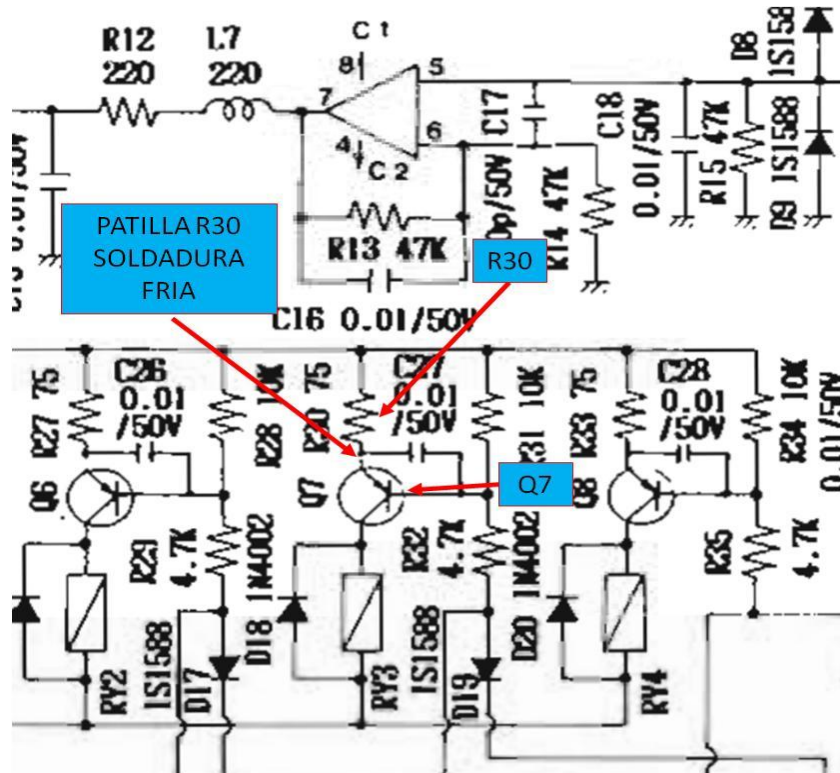 R12
220
L7
220
C1
8
7
5
6
4
C2
C17
C18
0.01/50V
R15 47K
D8
D9 1S1588
R13 47K
R14 47K
C16 0.01/50V
PATILLA R30
SOLDADURA
FRIA
R30
R27 75
C26
0.01
/50V
R28 10K
R30 75
0.01
/50V
R31 10K
R33 75
C28
0.01
/50V
R34 10K
0.01/50V
Q6
Q7
Q7
Q8
R29
4.7K
R32
4.7K
R35
4.7K
1N4002
D18
1N4002
D20
RY2
1S1588
D17
RY3
1S1588
D19
RY4